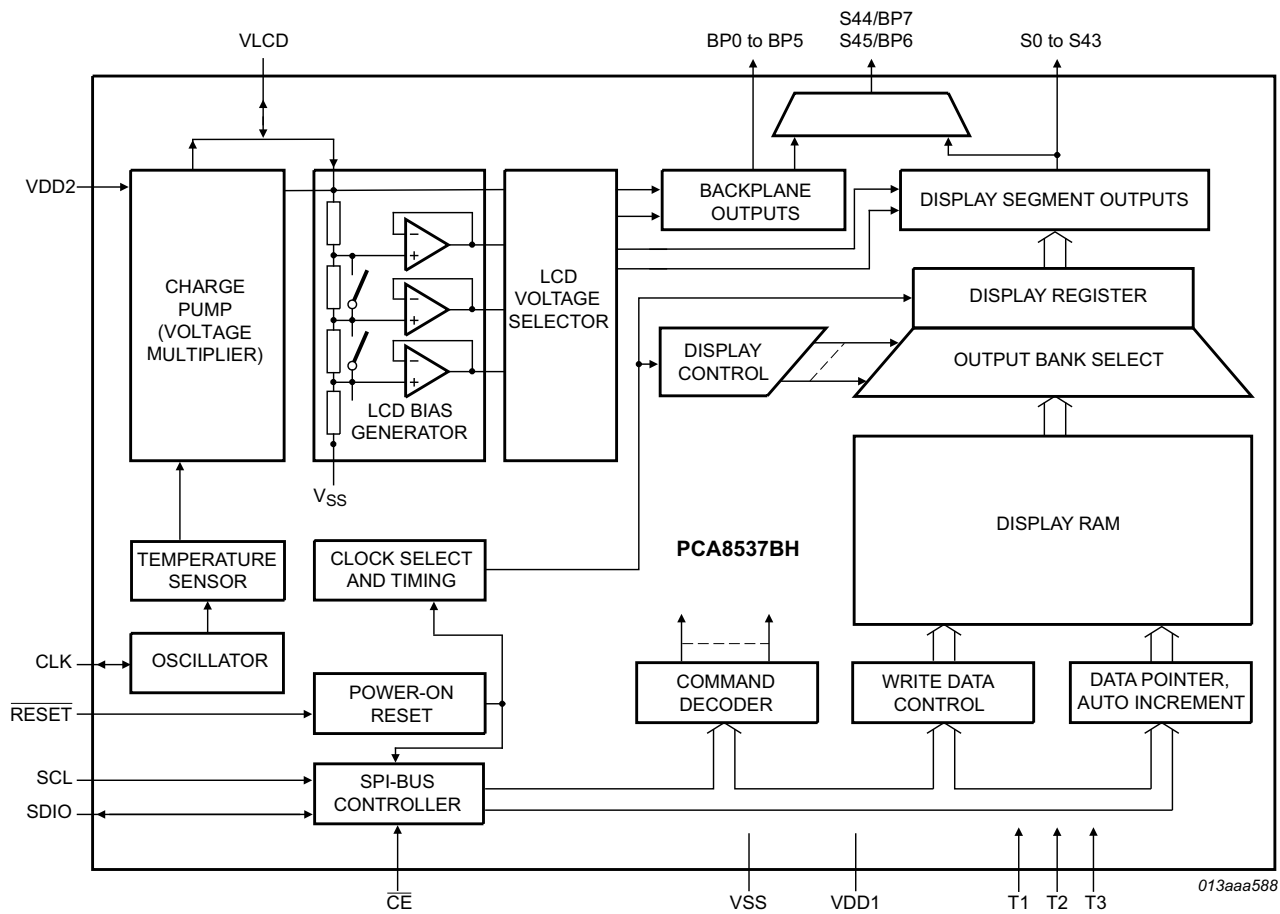 VLCD
BP0 to BP5
S44/BP7
S45/BP6
S0 to S43
VDD2
CHARGE
PUMP
(VOLTAGE
MULTIPLIER)
LCD BIAS
GENERATOR
VSS
LCD
VOLTAGE
SELECTOR
BACKPLANE
OUTPUTS
DISPLAY SEGMENT OUTPUTS
DISPLAY REGISTER
DISPLAY
CONTROL
OUTPUT BANK SELECT
DISPLAY RAM
PCA8537BH
TEMPERATURE
SENSOR
CLOCK SELECT
AND TIMING
CLK
OSCILLATOR
RESET
POWER-ON
RESET
COMMAND
DECODER
WRITE DATA
CONTROL
DATA POINTER,
AUTO INCREMENT
SCL
SDIO
SPI-BUS
CONTROLLER
CE
VSS
VDD1
T1
T2
T3
013aaa588